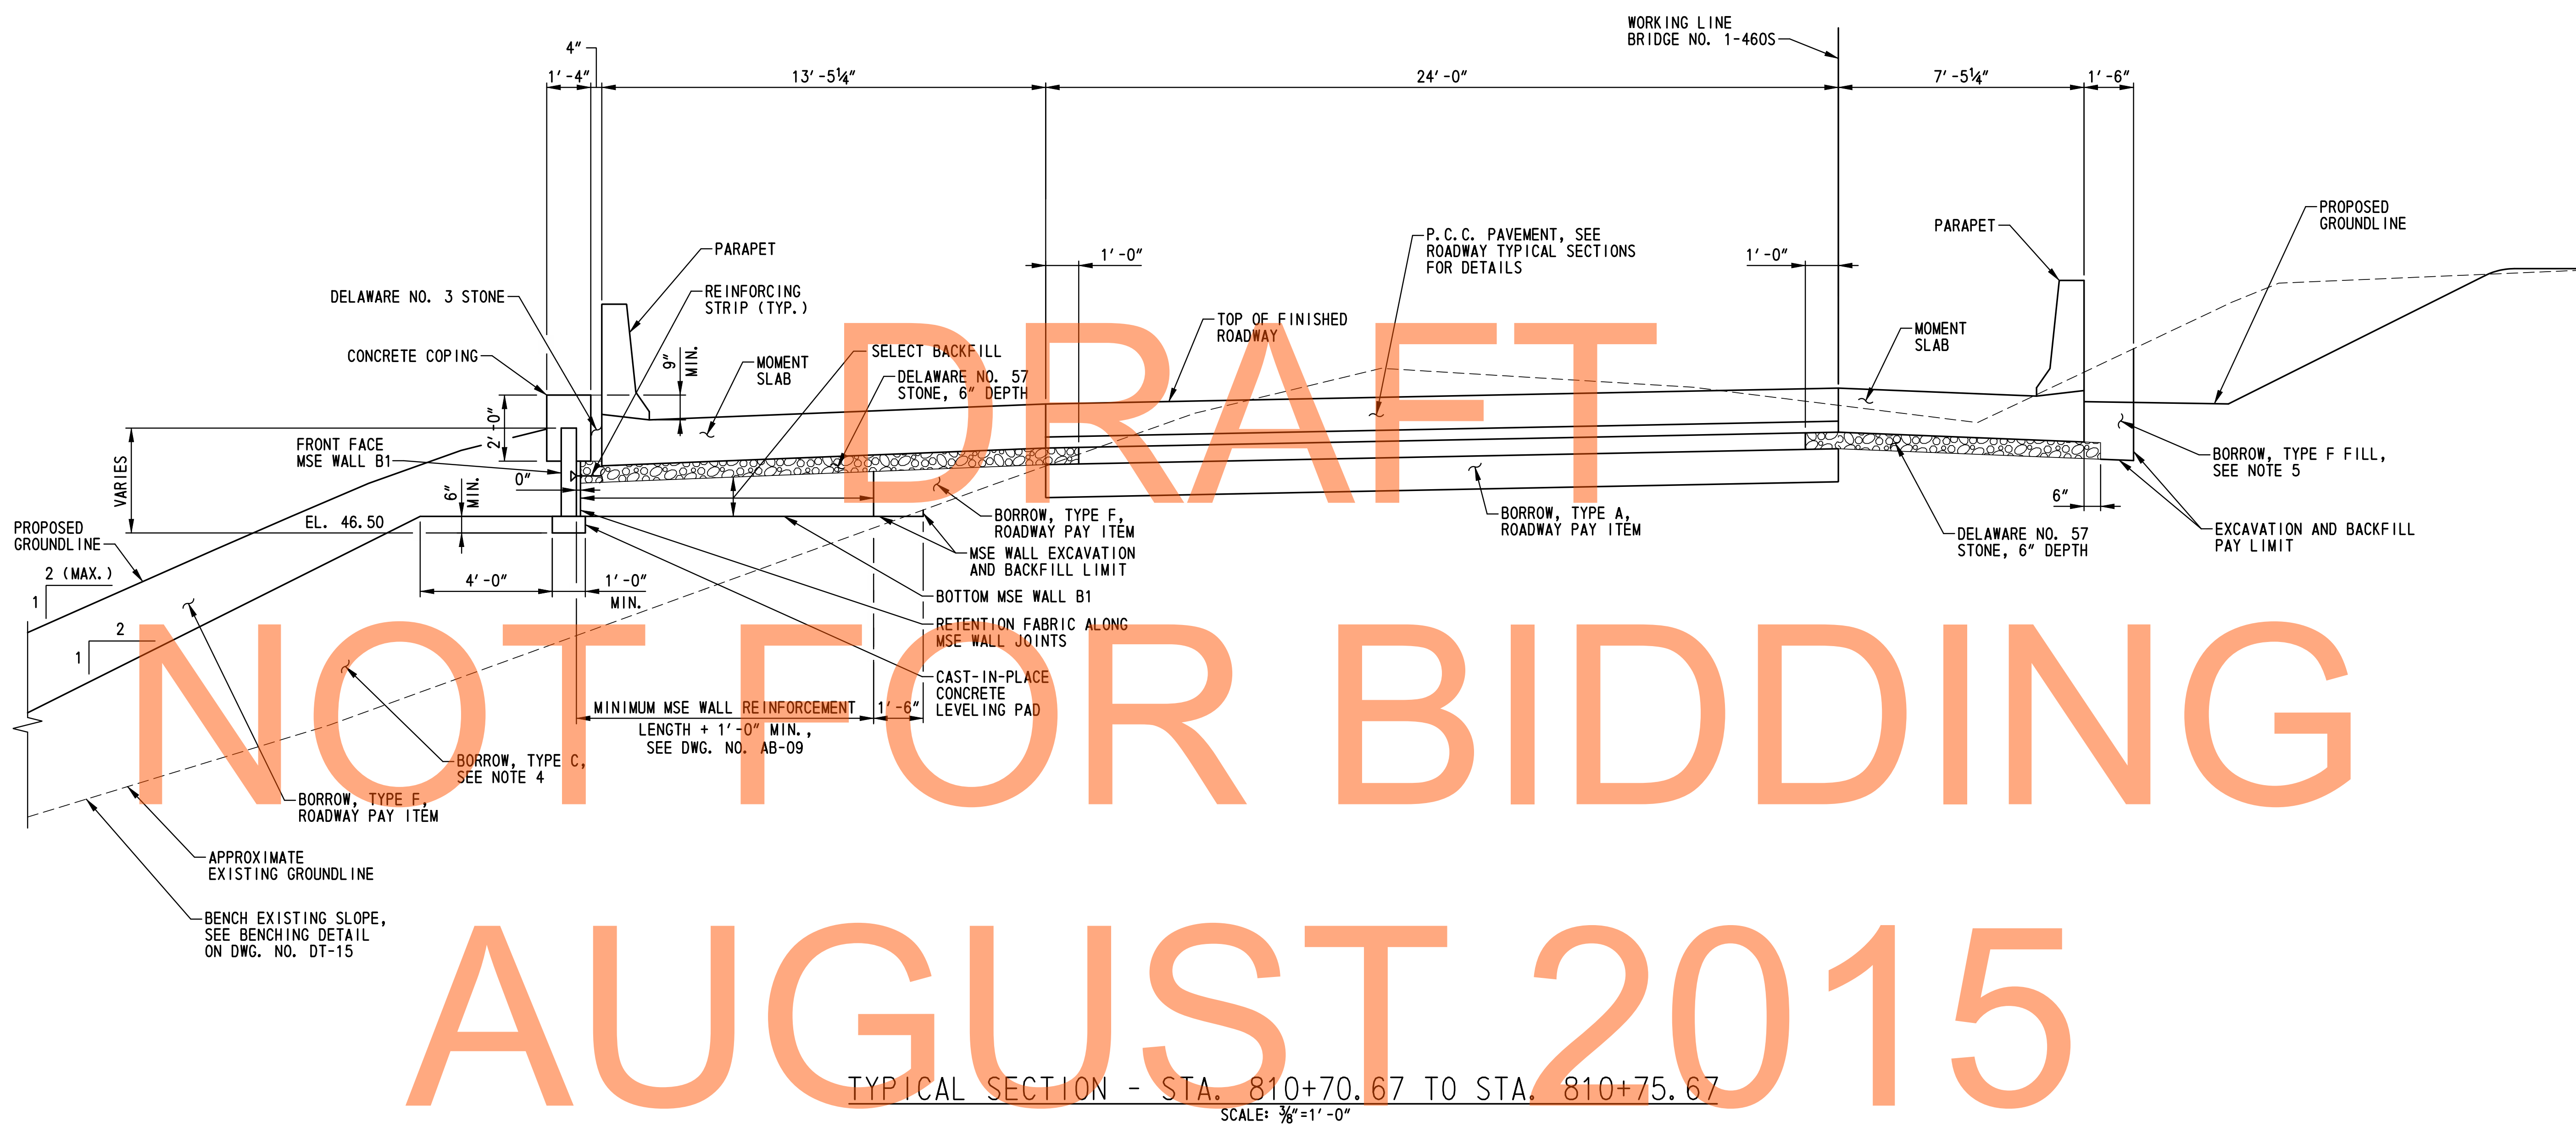 WORKING LINE
BRIDGE NO. 1-460S
4"
1'-4"
13'-5¼"
24'-0"
7'-5¼"
1'-6"
PROPOSED
GROUNDLINE
PARAPET
P.C.C. PAVEMENT, SEE
ROADWAY TYPICAL SECTIONS
FOR DETAILS
PARAPET
1'-0"
1'-0"
DELAWARE NO. 3 STONE
REINFORCING
STRIP (TYP.)
TOP OF FINISHED
ROADWAY
MOMENT
SLAB
CONCRETE COPING
9"
MIN.
MOMENT
SLAB
SELECT BACKFILL
DELAWARE NO. 57
STONE, 6" DEPTH
2'-0"
FRONT FACE
MSE WALL B1
VARIES
0"
6"
MIN.
EL. 46.50
BORROW, TYPE F FILL,
SEE NOTE 5
6"
PROPOSED
GROUNDLINE
BORROW, TYPE F,
ROADWAY PAY ITEM
BORROW, TYPE A,
ROADWAY PAY ITEM
DELAWARE NO. 57
STONE, 6" DEPTH
EXCAVATION AND BACKFILL
PAY LIMIT
MSE WALL EXCAVATION
AND BACKFILL LIMIT
2 (MAX.)
1
4'-0"
1'-0"
MIN.
BOTTOM MSE WALL B1
2
1
RETENTION FABRIC ALONG
MSE WALL JOINTS
CAST-IN-PLACE
CONCRETE
LEVELING PAD
MINIMUM MSE WALL REINFORCEMENT
LENGTH + 1'-0" MIN.,
SEE DWG. NO. AB-09
1'-6"
BORROW, TYPE C,
SEE NOTE 4
BORROW, TYPE F,
ROADWAY PAY ITEM
APPROXIMATE
EXISTING GROUNDLINE
BENCH EXISTING SLOPE,
SEE BENCHING DETAIL
ON DWG. NO. DT-15
DRAFT
NOT FOR BIDDING
AUGUST 2015
TYPICAL SECTION - STA. 810+70.67 TO STA. 810+75.67
SCALE: ⅜"=1'-0"